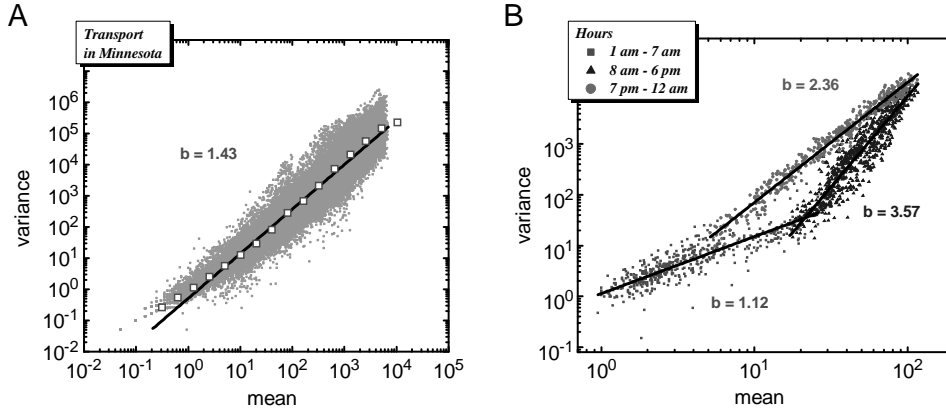 A
Transport
in Minnesota
10^6
10^5
10^4
10^3
10^2
10^1
10^0
10^-1
10^-2
variance
b = 1.43
10^-2 10^-1 10^0 10^1 10^2 10^3 10^4 10^5
mean
B
Hours
1 am - 7 am
8 am - 6 pm
7 pm - 12 am
10^3
10^2
10^1
10^0
10^-1
variance
b = 2.36
b = 3.57
b = 1.12
10^0 10^1 10^2
mean